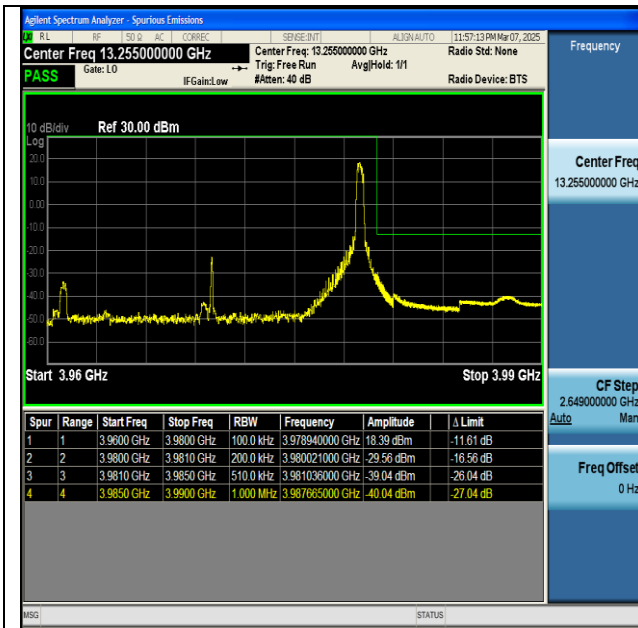 Agilent Spectrum Analyzer - Spurious Emissions
RL RF 50 Ω AC CORREC SENSE:INT ALIGNAUTO 11:57:13 PM Mar 07, 2025
Center Freq 13.255000000 GHz
Center Freq: 13.255000000 GHz
Radio Std: None
Trig: Free Run Avg|Hold: 1/1
PASS
Gate: LO
IFGain:Low
#Atten: 40 dB
Radio Device: BTS
10 dB/div Ref 30.00 dBm
Log
20.0
10.0
0.00
-10.0
-20.0
-30.0
-40.0
-50.0
-60.0
Start 3.96 GHz Stop 3.99 GHz
Spur Range Start Freq Stop Freq RBW Frequency Amplitude Δ Limit
1 1 3.9600 GHz 3.9800 GHz 100.0 kHz 3.978940000 GHz 18.39 dBm -11.61 dB
2 2 3.9800 GHz 3.9810 GHz 200.0 kHz 3.980021000 GHz -29.56 dBm -16.56 dB
3 3 3.9810 GHz 3.9850 GHz 510.0 kHz 3.981036000 GHz -39.04 dBm -26.04 dB
4 4 3.9850 GHz 3.9900 GHz 1.000 MHz 3.987665000 GHz -40.04 dBm -27.04 dB
MSG STATUS
Frequency
Center Freq
13.255000000 GHz
CF Step
2.649000000 GHz
Auto Man
Freq Offset
0 Hz